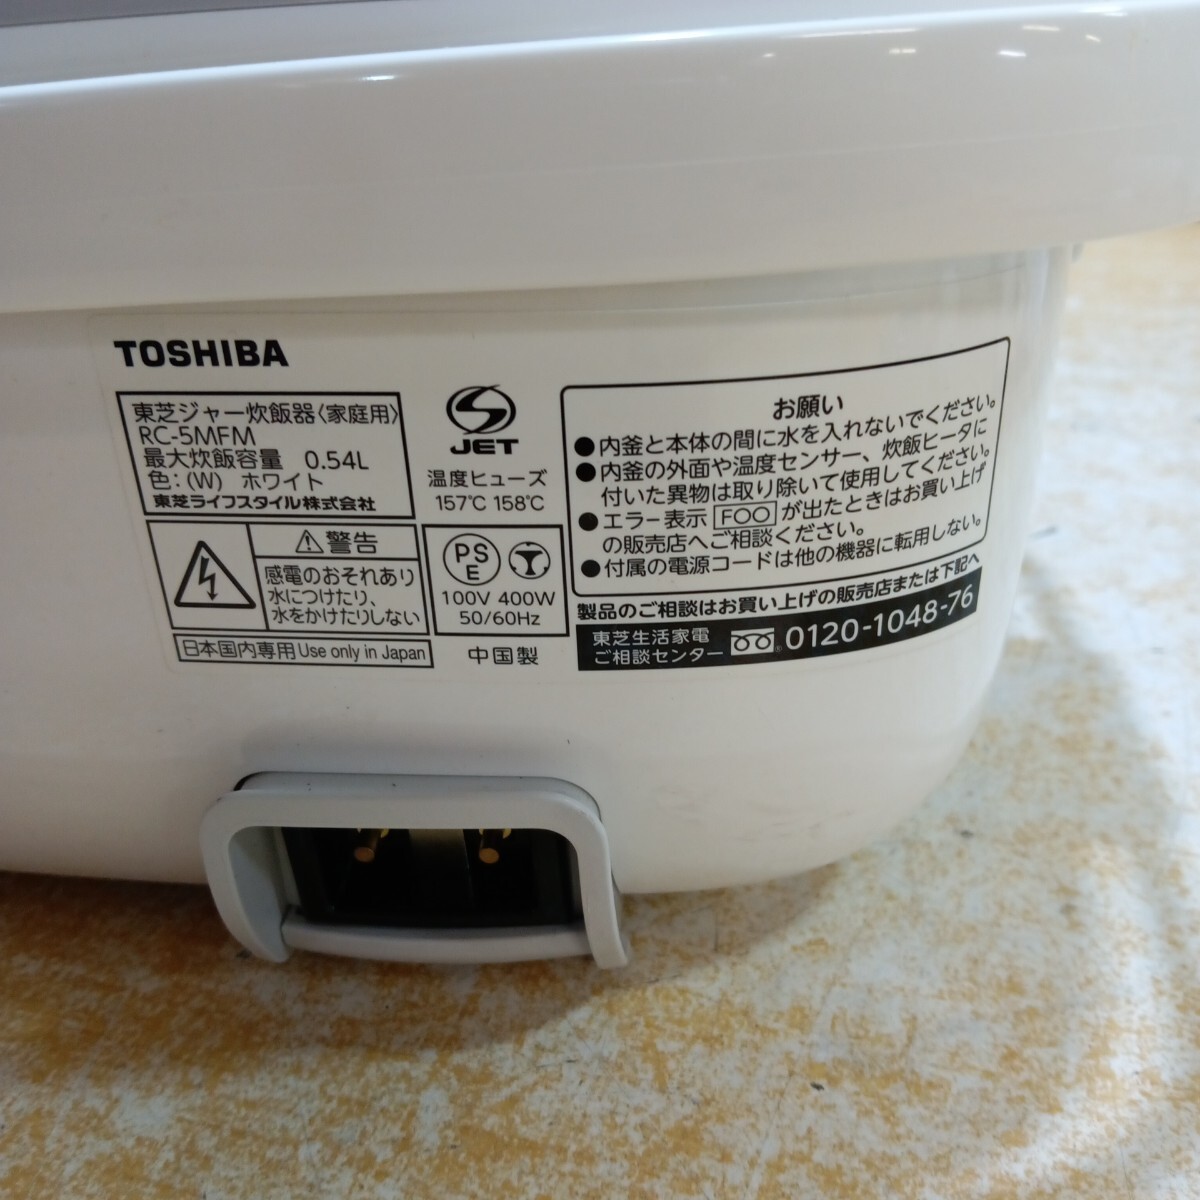 TOSHIBA
東芝ジャー炊飯器〈家庭用〉
RC-5MFM
最大炊飯容量 0.54L
色：(W) ホワイト
東芝ライフスタイル株式会社
⚠警告
感電のおそれあり
水につけたり、
水をかけたりしない
日本国内専用 Use only in Japan
JET
温度ヒューズ
157℃ 158℃
PS
E
100V 400W
50/60Hz
中国製
お願い
●内釜と本体の間に水を入れないでください。
●内釜の外面や温度センサー、炊飯ヒータに
付いた異物は取り除いて使用してください。
●エラー表示 F00 が出たときはお買い上げ
の販売店へご相談ください。
●付属の電源コードは他の機器に転用しない。
製品のご相談はお買い上げの販売店または下記へ
東芝生活家電
ご相談センター
0120-1048-76